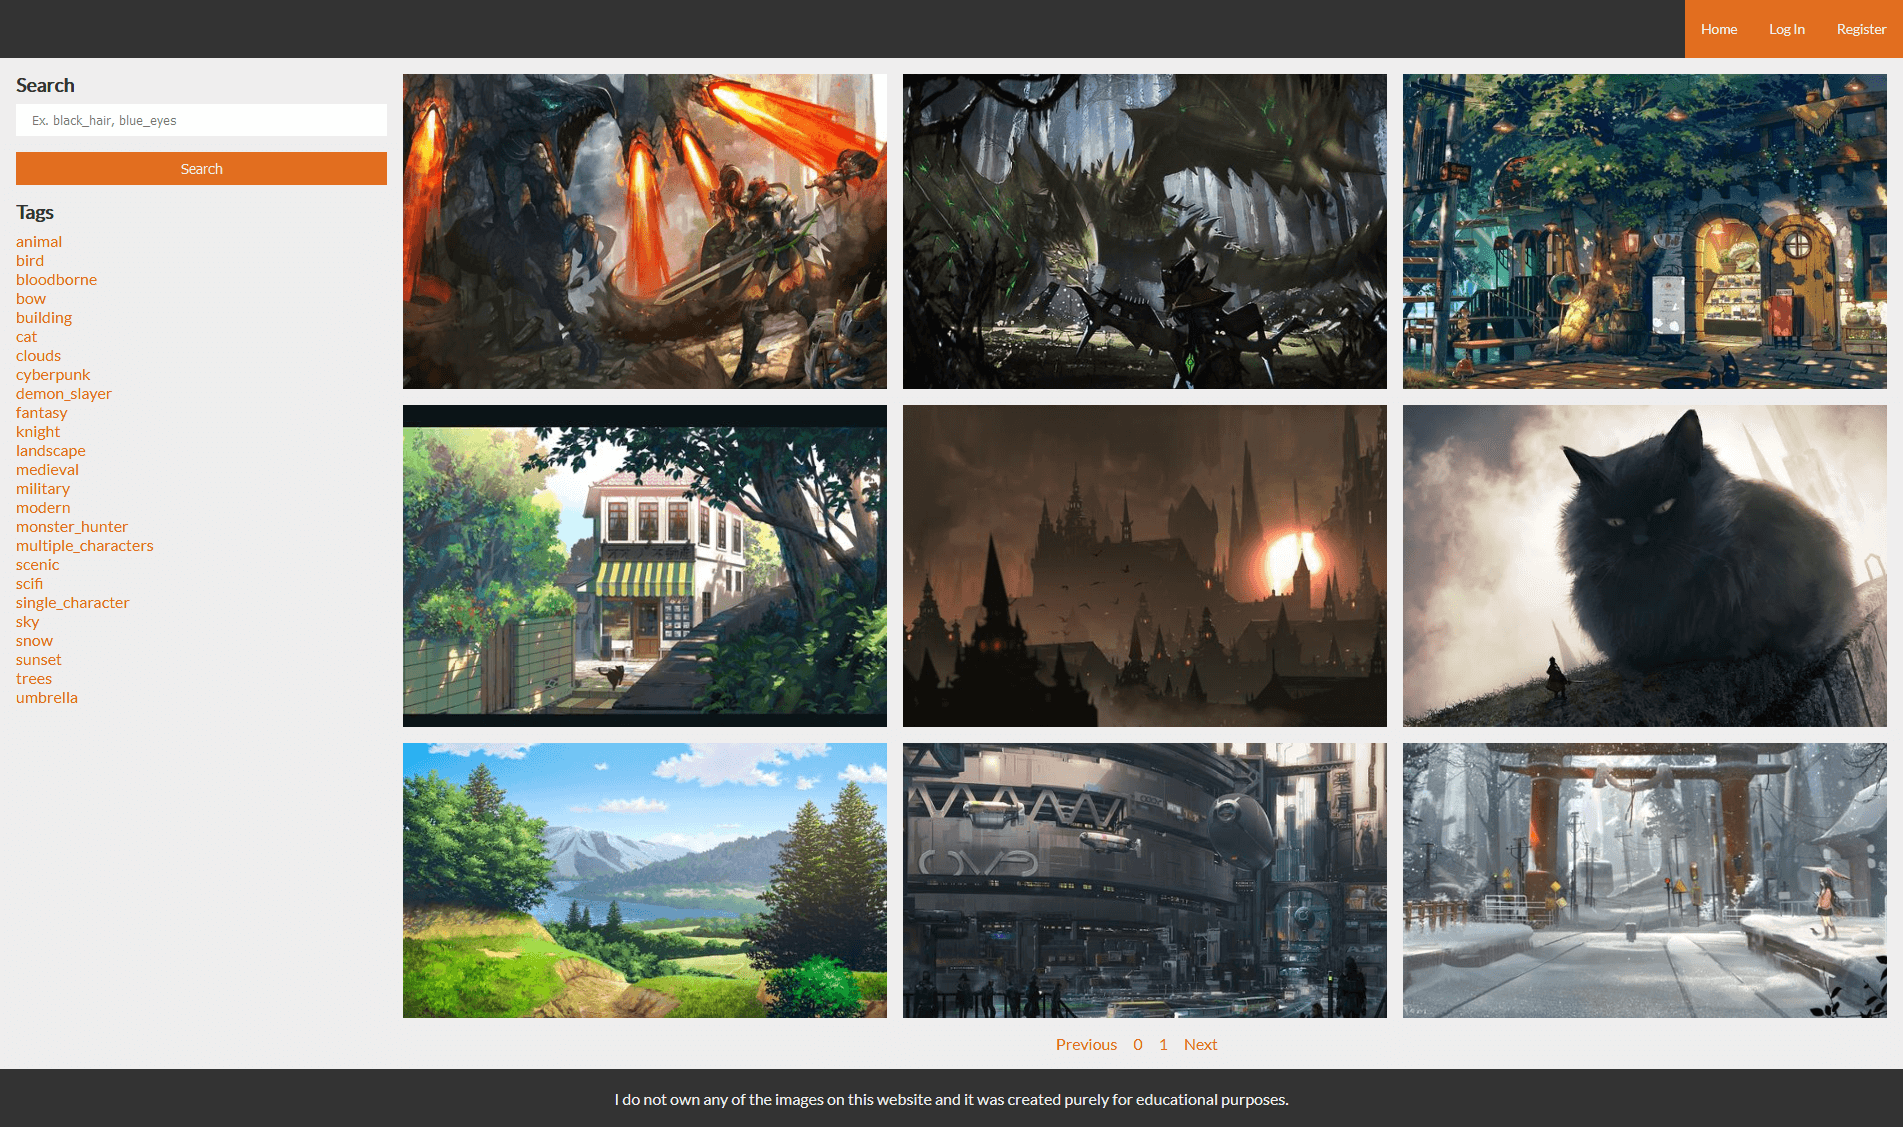 Home Log In Register
Search
Ex. black_hair, blue_eyes
Search
Tags
animal
bird
bloodborne
bow
building
cat
clouds
cyberpunk
demon_slayer
fantasy
knight
landscape
medieval
military
modern
monster_hunter
multiple_characters
scenic
scifi
single_character
sky
snow
sunset
trees
umbrella
Previous 0 1 Next
I do not own any of the images on this website and it was created purely for educational purposes.